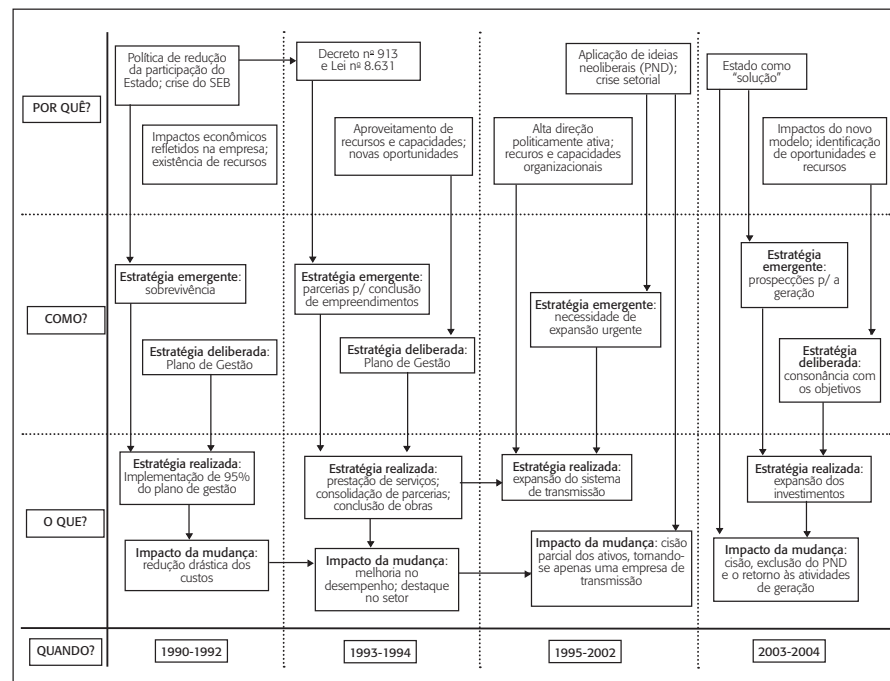 POR QUÊ?
Política de redução
da participação do
Estado; crise do SEB
Impactos econômicos
refletidos na empresa;
existência de recursos
Decreto nº 913
e Lei nº 8.631
Aproveitamento de
recursos e capacidades;
novas oportunidades
Alta direção
politicamente ativa;
recuros e capacidades
organizacionais
Aplicação de ideias
neoliberais (PND);
crise setorial
Estado como
“solução”
Impactos do novo
modelo; identificação
de oportunidades e
recursos
COMO?
Estratégia emergente:
sobrevivência
Estratégia deliberada:
Plano de Gestão
Estratégia emergente:
parcerias p/ conclusão
de empreendimentos
Estratégia deliberada:
Plano de Gestão
Estratégia emergente:
necessidade de
expansão urgente
Estratégia
emergente:
prospecções p/ a
geração
Estratégia
deliberada:
consonância com
os objetivos
O QUE?
Estratégia realizada:
Implementação de 95%
do plano de gestão
Impacto da mudança:
redução drástica dos
custos
Estratégia realizada:
prestação de serviços;
consolidação de parcerias;
conclusão de obras
Impacto da mudança:
melhoria no
desempenho; destaque
no setor
Estratégia realizada:
expansão do sistema
de transmissão
Impacto da mudança: cisão
parcial dos ativos, tornando-
se apenas uma empresa de
transmissão
Estratégia realizada:
expansão dos
investimentos
Impacto da mudança:
cisão, exclusão do PND
e o retorno às atividades
de geração
QUANDO?
1990-1992
1993-1994
1995-2002
2003-2004